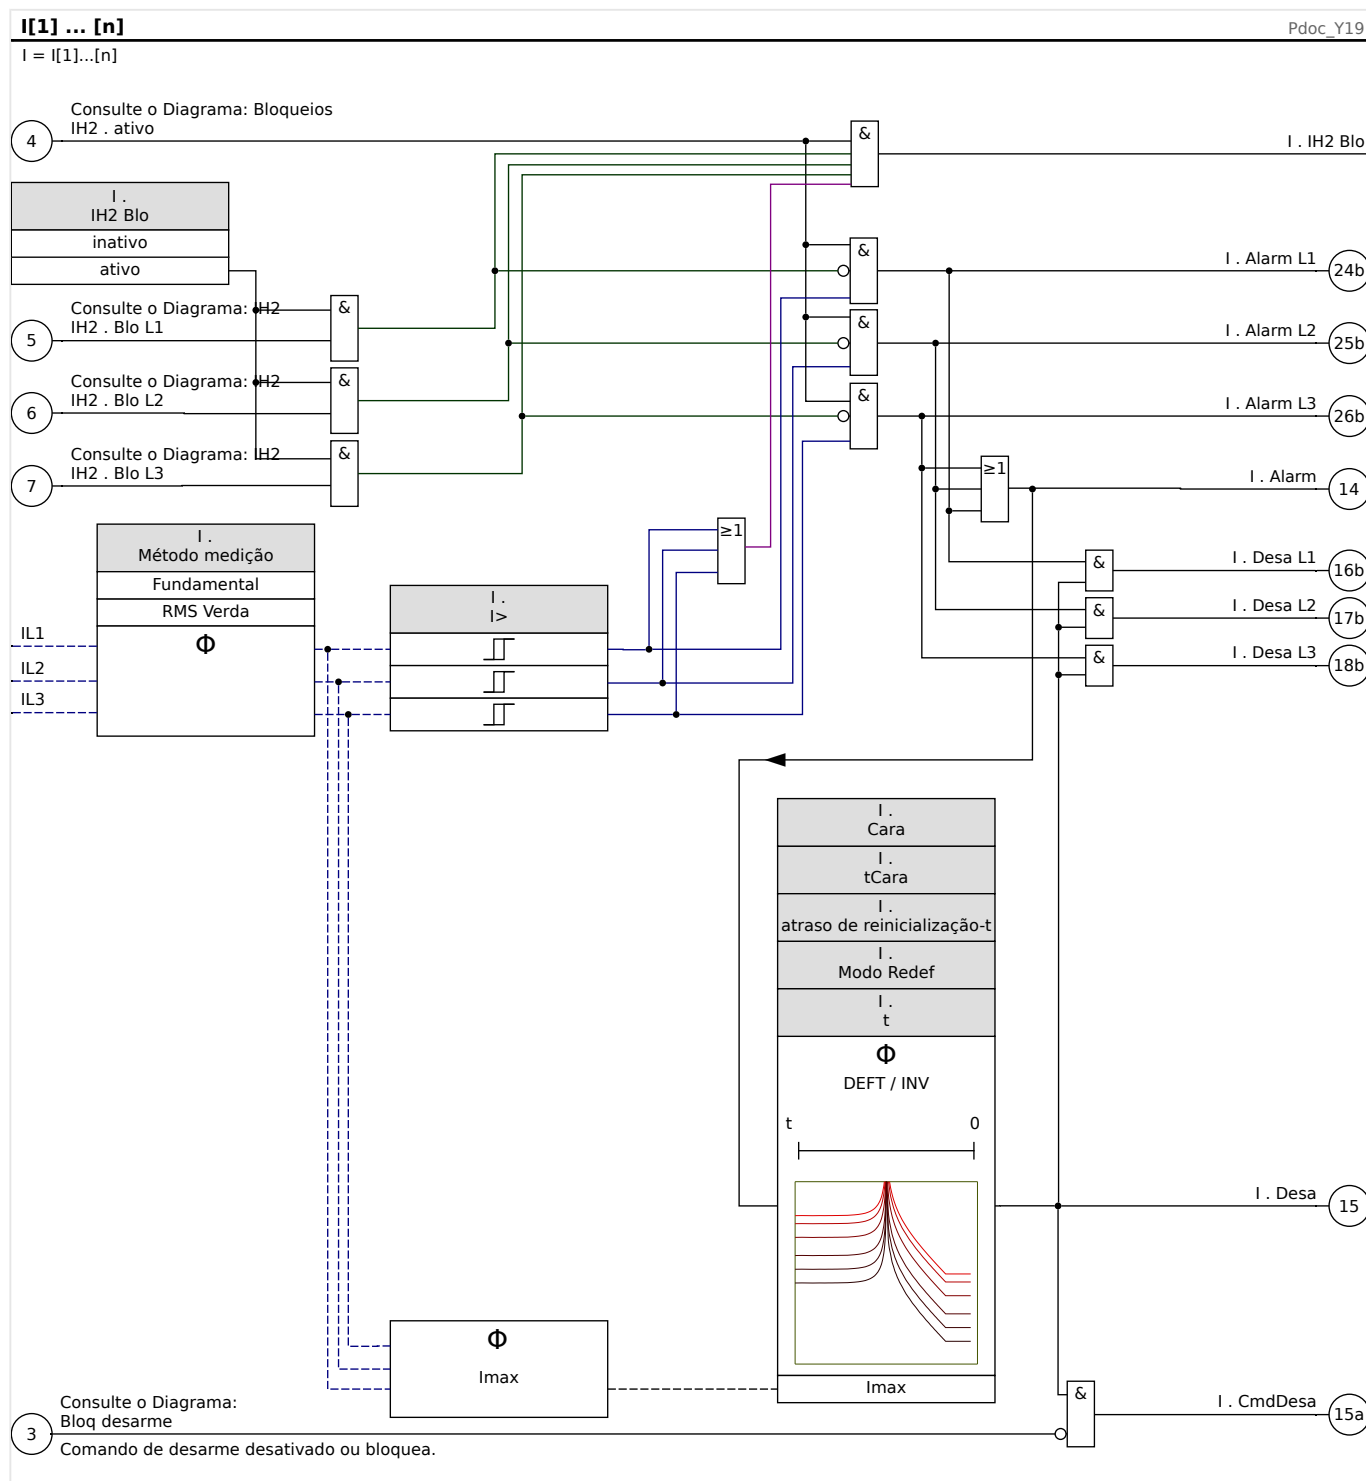 I[1] ... [n]
Pdoc_Y19
I = I[1]...[n]
Consulte o Diagrama: Bloqueios
IH2 . ativo
4
&
I . IH2 Blo
I .
IH2 Blo
inativo
ativo
&
I . Alarm L1
24b
Consulte o Diagrama: IH2
IH2 . Blo L1
5
&
&
I . Alarm L2
25b
Consulte o Diagrama: IH2
IH2 . Blo L2
6
&
&
I . Alarm L3
26b
Consulte o Diagrama: IH2
IH2 . Blo L3
7
&
≥1
I . Alarm
14
I .
Método medição
Fundamental
RMS Verda
Φ
IL1
IL2
IL3
≥1
I .
I>
&
I . Desa L1
16b
&
I . Desa L2
17b
&
I . Desa L3
18b
I .
Cara
I .
tCara
I .
atraso de reinicialização-t
I .
Modo Redef
I .
t
Φ
DEFT / INV
t
0
I . Desa
15
Φ
Imax
Imax
&
I . CmdDesa
15a
Consulte o Diagrama:
Bloq desarme
3
Comando de desarme desativado ou bloquea.